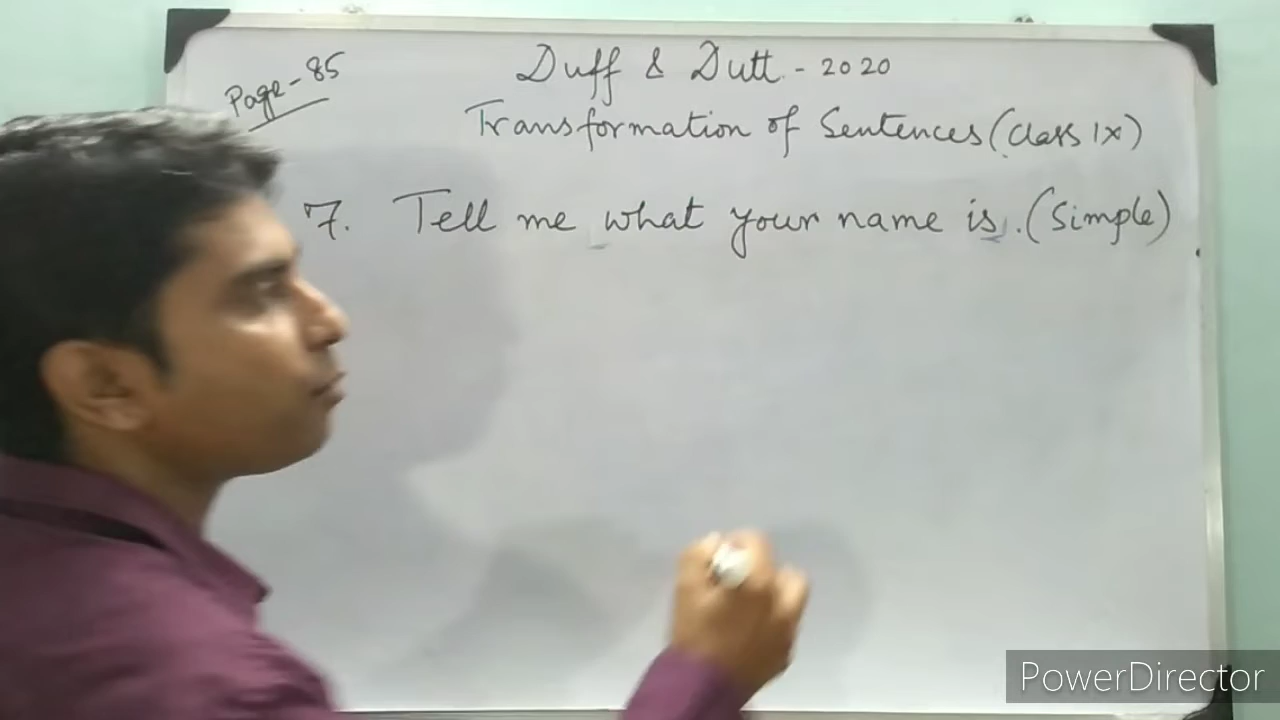 Page-85
Duff & Dutt - 2020
Transformation of Sentences (Class IX)
7. Tell me what your name is. (Simple)
PowerDirector